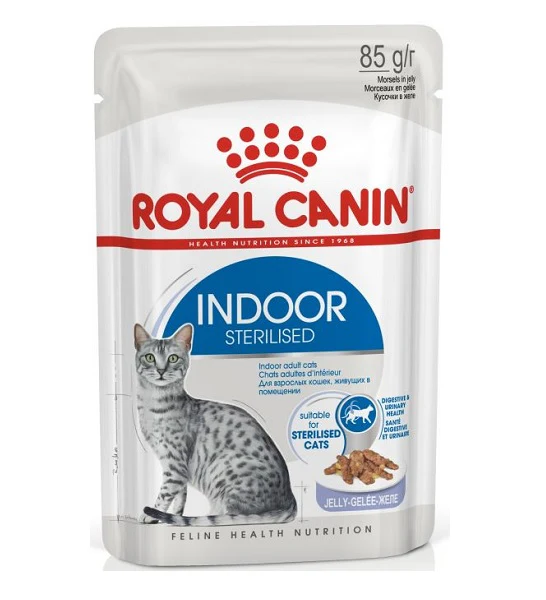 85 g/г
Morsels in jelly
Morceaux en gelée
Кусочки в желе
ROYAL CANIN®
HEALTH NUTRITION SINCE 1968
INDOOR
STERILISED
Indoor adult cats
Chats adultes d'intérieur
Для взрослых кошек, живущих в
помещении
suitable
for
STERILISED
CATS
DIGESTIVE &
URINARY
HEALTH
SANTÉ
DIGESTIVE
ET URINAIRE
JELLY-GELÉE-ЖЕЛЕ
FELINE HEALTH NUTRITION